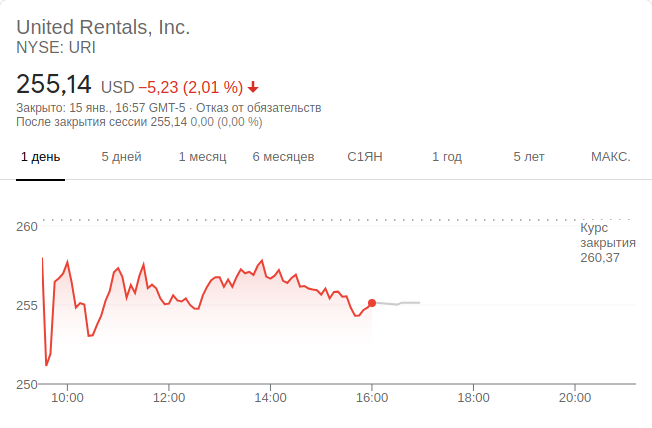 United Rentals, Inc.
NYSE: URI
255,14 USD −5,23 (2,01 %)
Закрыто: 15 янв., 16:57 GMT-5 · Отказ от обязательств
После закрытия сессии 255,14 0,00 (0,00 %)
1 день 5 дней 1 месяц 6 месяцев С1ЯН 1 год 5 лет МАКС.
260
Курс
закрытия
260,37
255
250
10:00 12:00 14:00 16:00 18:00 20:00